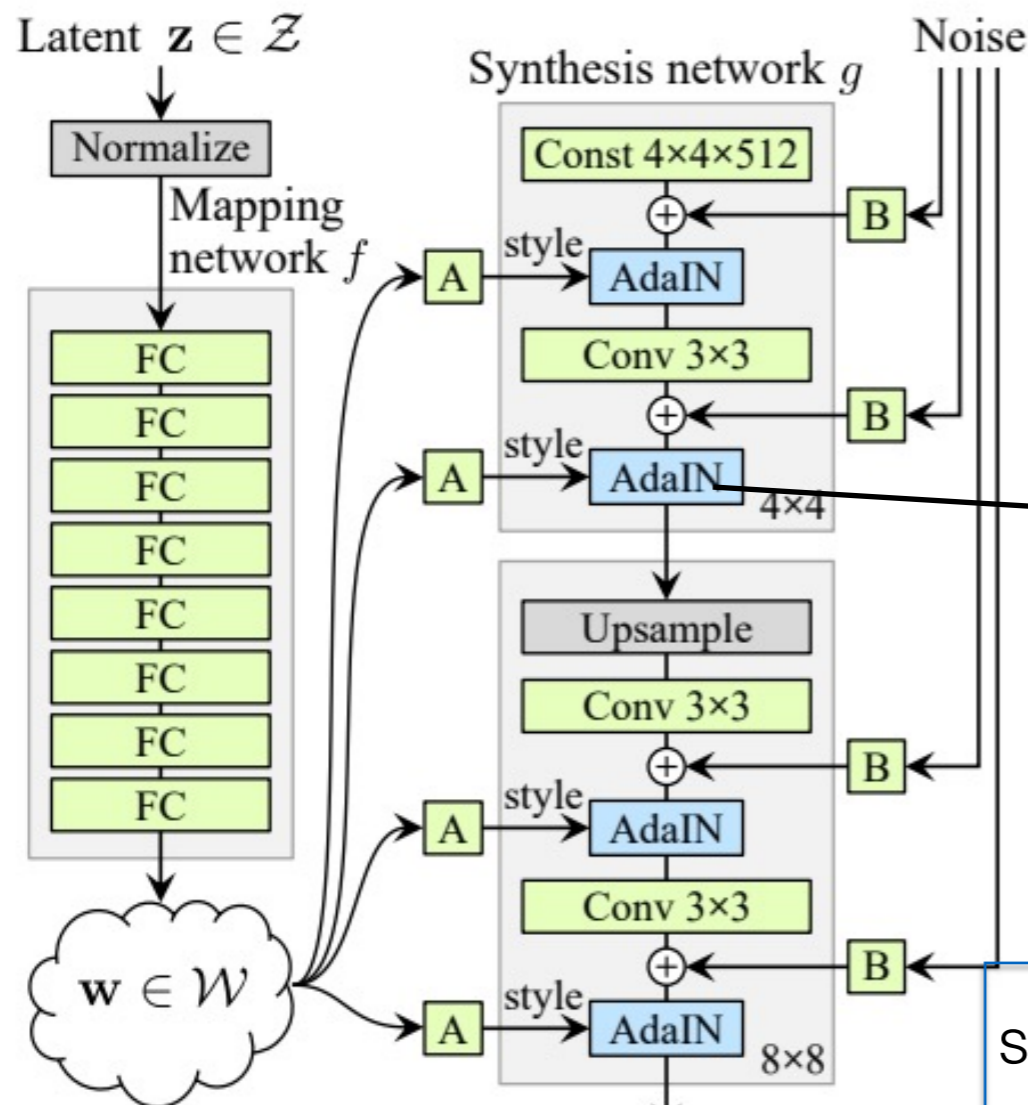 Latent z ∈ 𝒵
Normalize
Mapping
network f
FC
FC
FC
FC
FC
FC
FC
FC
w ∈ 𝒲
Synthesis network g
Noise
Const 4×4×512
B
A
style
AdaIN
Conv 3×3
B
A
style
AdaIN
4×4
Upsample
Conv 3×3
B
A
style
AdaIN
Conv 3×3
B
A
style
AdaIN
8×8
S